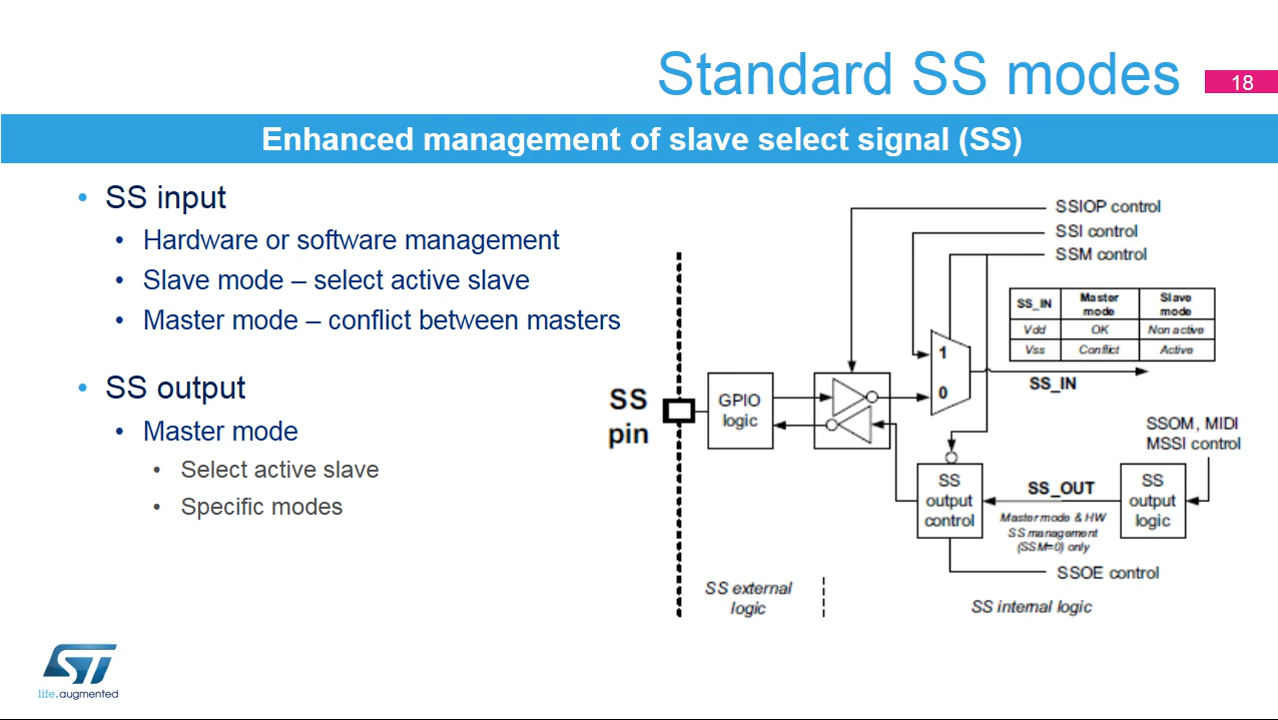 Standard SS modes
18
Enhanced management of slave select signal (SS)
• SS input
• Hardware or software management
• Slave mode – select active slave
• Master mode – conflict between masters
• SS output
• Master mode
• Select active slave
• Specific modes
SSIOP control
SSI control
SSM control
SS_IN Master mode Slave mode
Vdd OK Non active
Vss Conflict Active
1
0
SS_IN
SS pin
GPIO logic
SSOM, MIDI
MSSI control
SS output control
SS_OUT
Master mode & HW
SS management
(SSM=0) only
SS output logic
SSOE control
SS external
logic
SS internal logic
ST
life.augmented